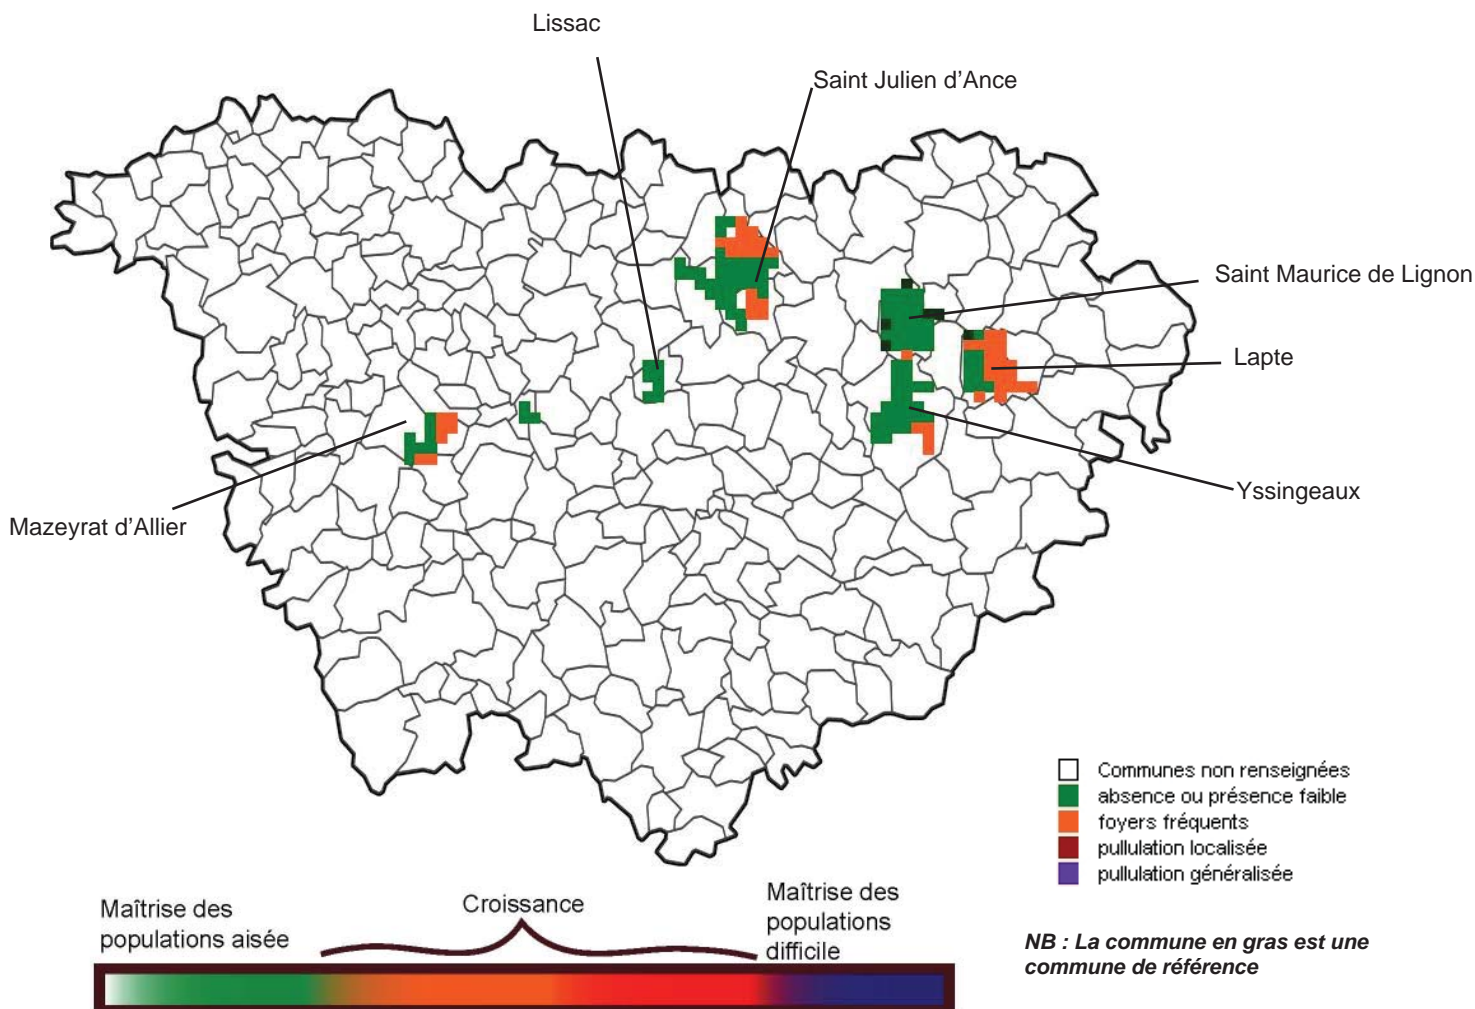 Lissac
Saint Julien d'Ance
Saint Maurice de Lignon
Lapte
Yssingeaux
Mazeyrat d'Allier
Communes non renseignées
absence ou présence faible
foyers fréquents
pullulation localisée
pullulation généralisée
Maîtrise des
populations aisée
Croissance
Maîtrise des
populations
difficile
NB : La commune en gras est une
commune de référence